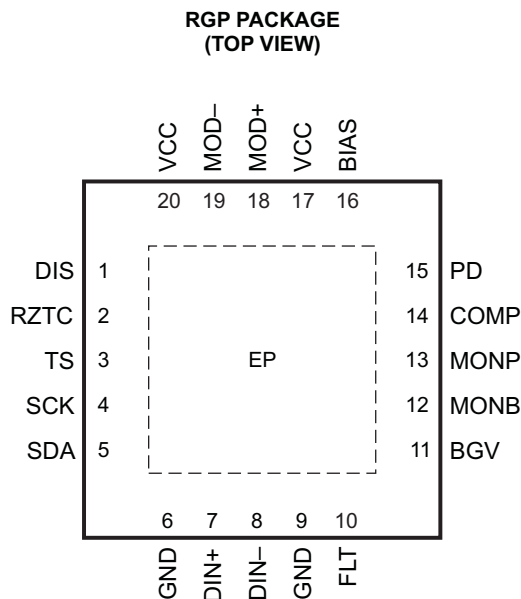 RGP PACKAGE
(TOP VIEW)
VCC MOD– MOD+ VCC BIAS
20 19 18 17 16
DIS 1 15 PD
RZTC 2 14 COMP
TS 3 EP 13 MONP
SCK 4 12 MONB
SDA 5 11 BGV
6 7 8 9 10
GND DIN+ DIN– GND FLT